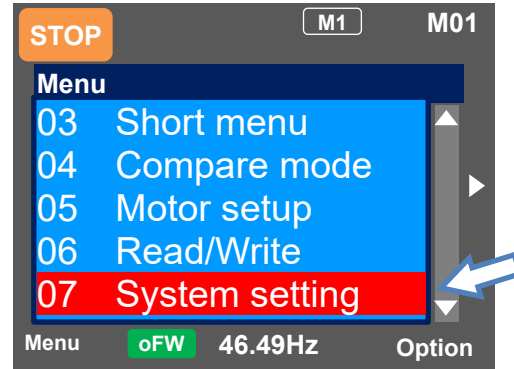 STOP M1 M01
Menu
03 Short menu
04 Compare mode
05 Motor setup
06 Read/Write
07 System setting
Menu oFW 46.49Hz Option